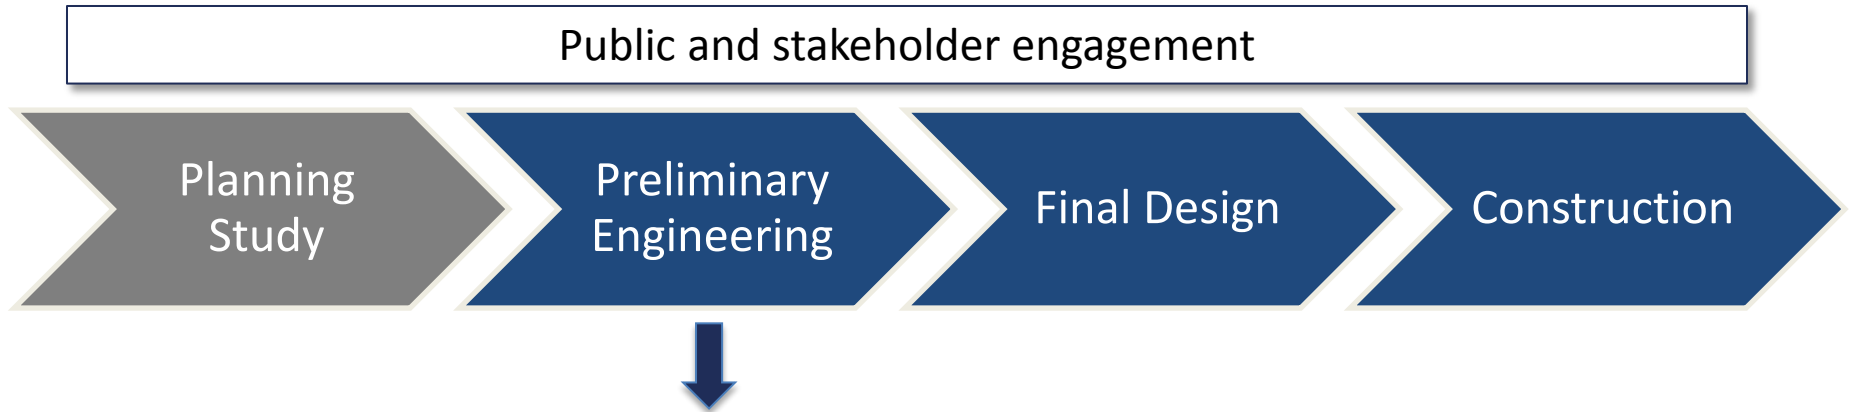 Public and stakeholder engagement
Planning
Study
Preliminary
Engineering
Final Design
Construction